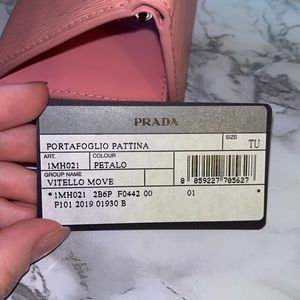 PRADA
SIZE
PORTAFOGLIO PATTINA
TU
ART.
COLOUR
1MH021
PETALO
GROUP NAME
VITELLO MOVE
8 059227 705627
*1MH021 2B6P F0442 00 01
P101 2019 01930 B